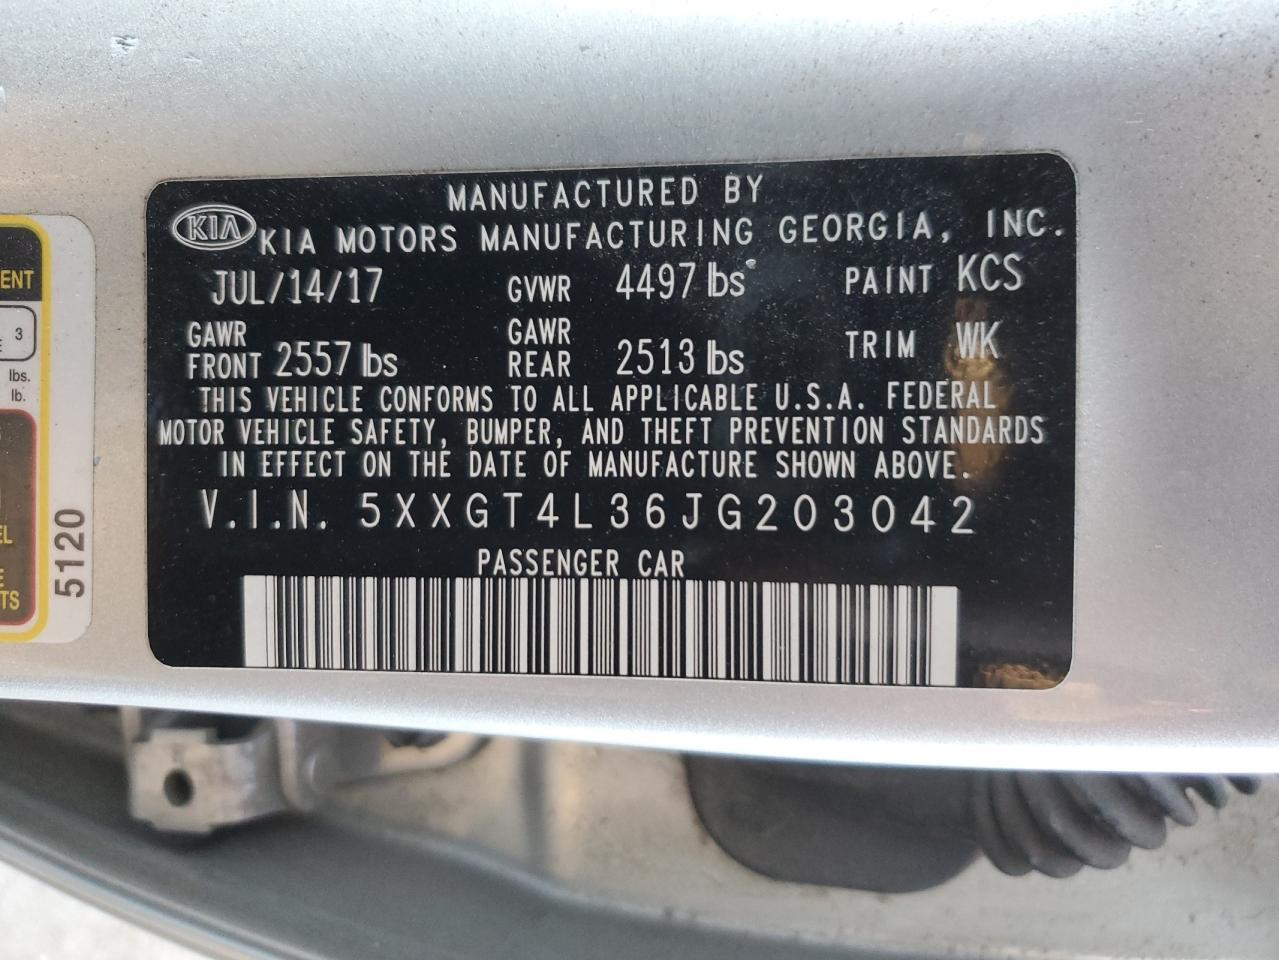 MANUFACTURED BY
KIA KIA MOTORS MANUFACTURING GEORGIA, INC.
JUL/14/17 GVWR 4497 lbs PAINT KCS
GAWR FRONT 2557 lbs GAWR REAR 2513 lbs TRIM WK
THIS VEHICLE CONFORMS TO ALL APPLICABLE U.S.A. FEDERAL
MOTOR VEHICLE SAFETY, BUMPER, AND THEFT PREVENTION STANDARDS
IN EFFECT ON THE DATE OF MANUFACTURE SHOWN ABOVE.
V.I.N. 5XXGT4L36JG203042
PASSENGER CAR
3
lbs.
lb.
5120